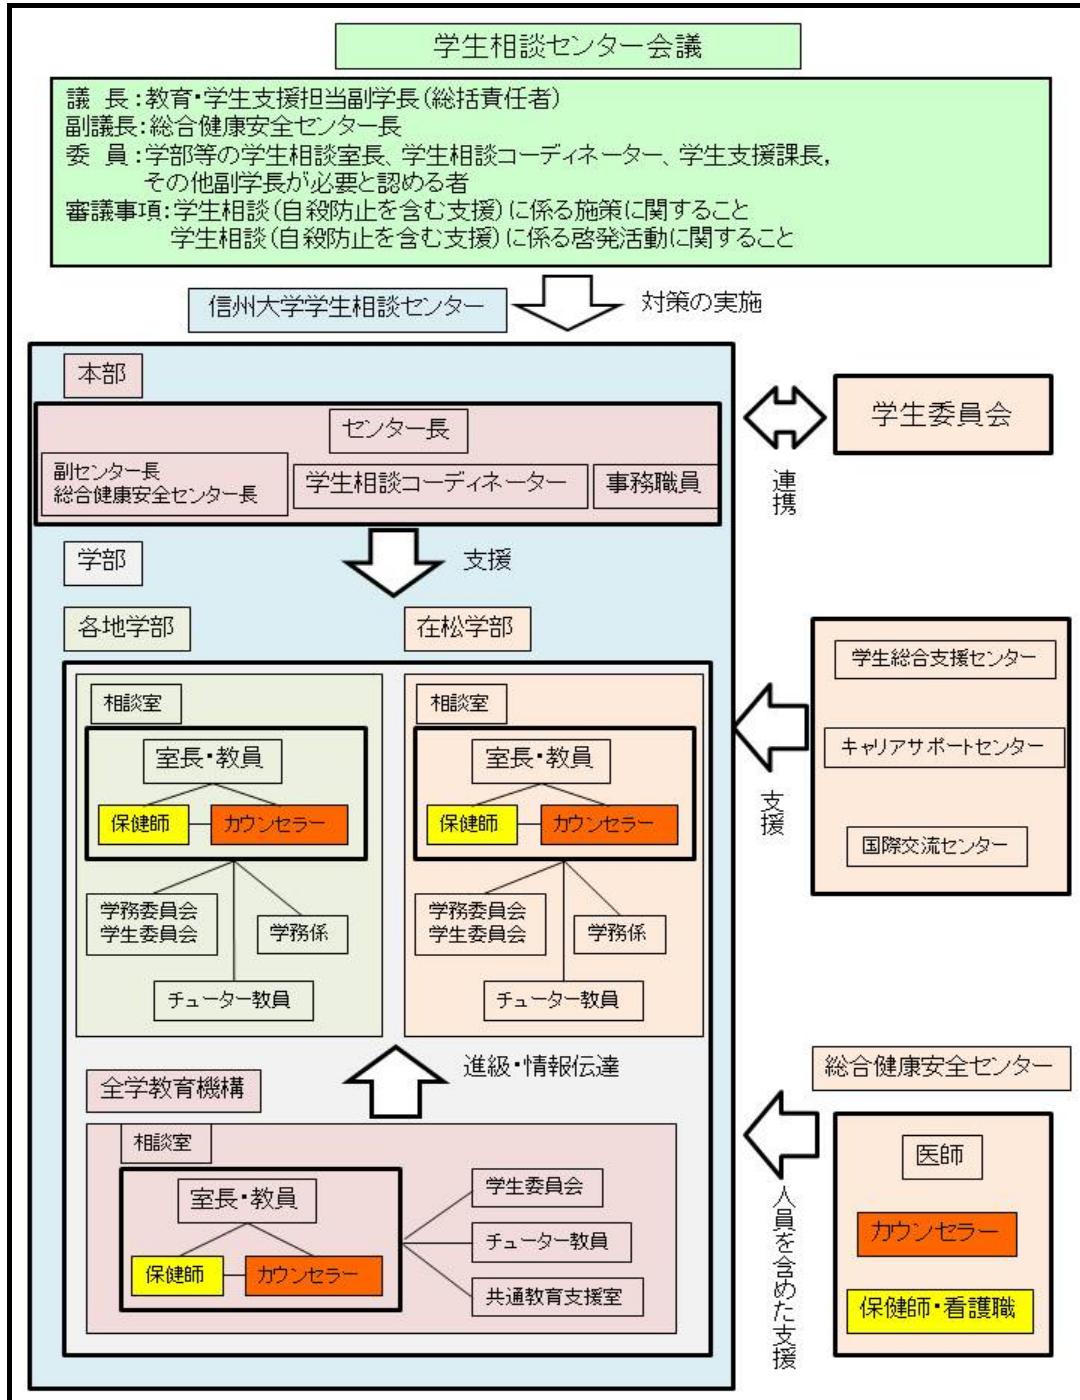 学生相談センター会議
議 長:教育・学生支援担当副学長(総括責任者)
副議長:総合健康安全センター長
委 員:学部等の学生相談室長、学生相談コーディネーター、学生支援課長,
その他副学長が必要と認める者
審議事項:学生相談(自殺防止を含む支援)に係る施策に関すること
学生相談(自殺防止を含む支援)に係る啓発活動に関すること
信州大学学生相談センター
対策の実施
本部
センター長
副センター長
総合健康安全センター長
学生相談コーディネーター
事務職員
学生委員会
連携
支援
学部
各地学部
在松学部
相談室
室長・教員
保健師
カウンセラー
学務委員会
学生委員会
学務係
チューター教員
相談室
室長・教員
保健師
カウンセラー
学務委員会
学生委員会
学務係
チューター教員
学生総合支援センター
キャリアサポートセンター
国際交流センター
支援
進級・情報伝達
全学教育機構
相談室
室長・教員
保健師
カウンセラー
学生委員会
チューター教員
共通教育支援室
総合健康安全センター
医師
カウンセラー
保健師・看護職
人員を含めた支援